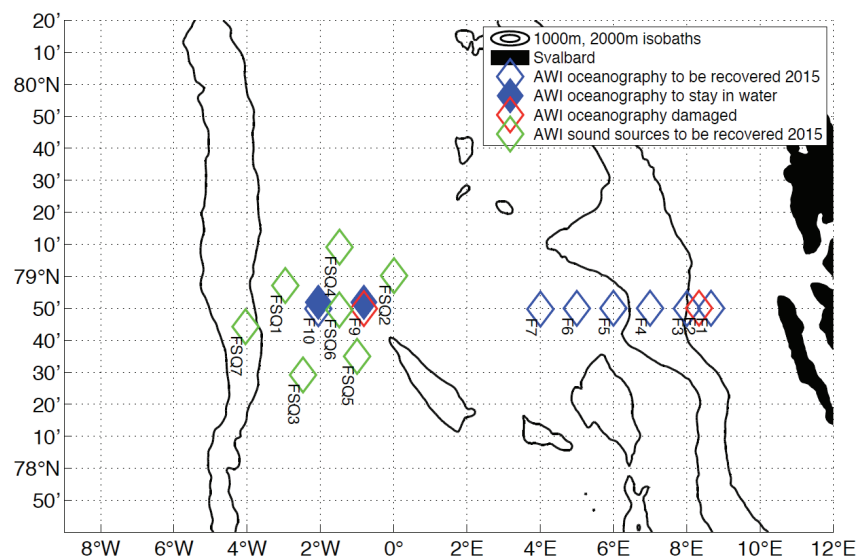 20'
10'
80°N
50'
40'
30'
20'
10'
79°N
50'
40'
30'
20'
10'
78°N
50'
8°W
6°W
4°W
2°W
0°
2°E
4°E
6°E
8°E
10°E
12°E
1000m, 2000m isobaths
Svalbard
AWI oceanography to be recovered 2015
AWI oceanography to stay in water
AWI oceanography damaged
AWI sound sources to be recovered 2015
FSQ7
FSQ1
FSQ3
F10
FSQ4
FSQ6
F9
FSQ5
FSQ2
F7
F6
F5
F4
F3
F2
F1